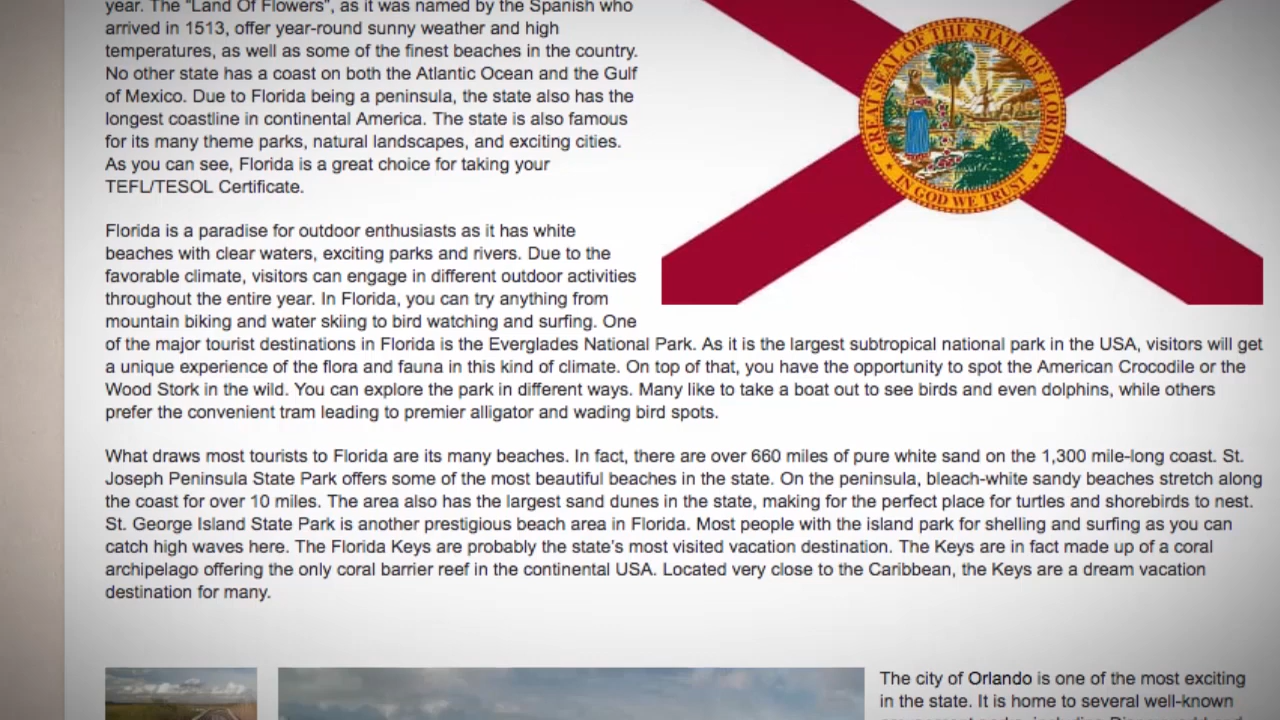 year. The “Land Of Flowers”, as it was named by the Spanish who
arrived in 1513, offer year-round sunny weather and high
temperatures, as well as some of the finest beaches in the country.
No other state has a coast on both the Atlantic Ocean and the Gulf
of Mexico. Due to Florida being a peninsula, the state also has the
longest coastline in continental America. The state is also famous
for its many theme parks, natural landscapes, and exciting cities.
As you can see, Florida is a great choice for taking your
TEFL/TESOL Certificate.
GREAT SEAL OF THE STATE OF FLORIDA
IN GOD WE TRUST
Florida is a paradise for outdoor enthusiasts as it has white
beaches with clear waters, exciting parks and rivers. Due to the
favorable climate, visitors can engage in different outdoor activities
throughout the entire year. In Florida, you can try anything from
mountain biking and water skiing to bird watching and surfing. One
of the major tourist destinations in Florida is the Everglades National Park. As it is the largest subtropical national park in the USA, visitors will get
a unique experience of the flora and fauna in this kind of climate. On top of that, you have the opportunity to spot the American Crocodile or the
Wood Stork in the wild. You can explore the park in different ways. Many like to take a boat out to see birds and even dolphins, while others
prefer the convenient tram leading to premier alligator and wading bird spots.
What draws most tourists to Florida are its many beaches. In fact, there are over 660 miles of pure white sand on the 1,300 mile-long coast. St.
Joseph Peninsula State Park offers some of the most beautiful beaches in the state. On the peninsula, bleach-white sandy beaches stretch along
the coast for over 10 miles. The area also has the largest sand dunes in the state, making for the perfect place for turtles and shorebirds to nest.
St. George Island State Park is another prestigious beach area in Florida. Most people with the island park for shelling and surfing as you can
catch high waves here. The Florida Keys are probably the state’s most visited vacation destination. The Keys are in fact made up of a coral
archipelago offering the only coral barrier reef in the continental USA. Located very close to the Caribbean, the Keys are a dream vacation
destination for many.
The city of Orlando is one of the most exciting
in the state. It is home to several well-known